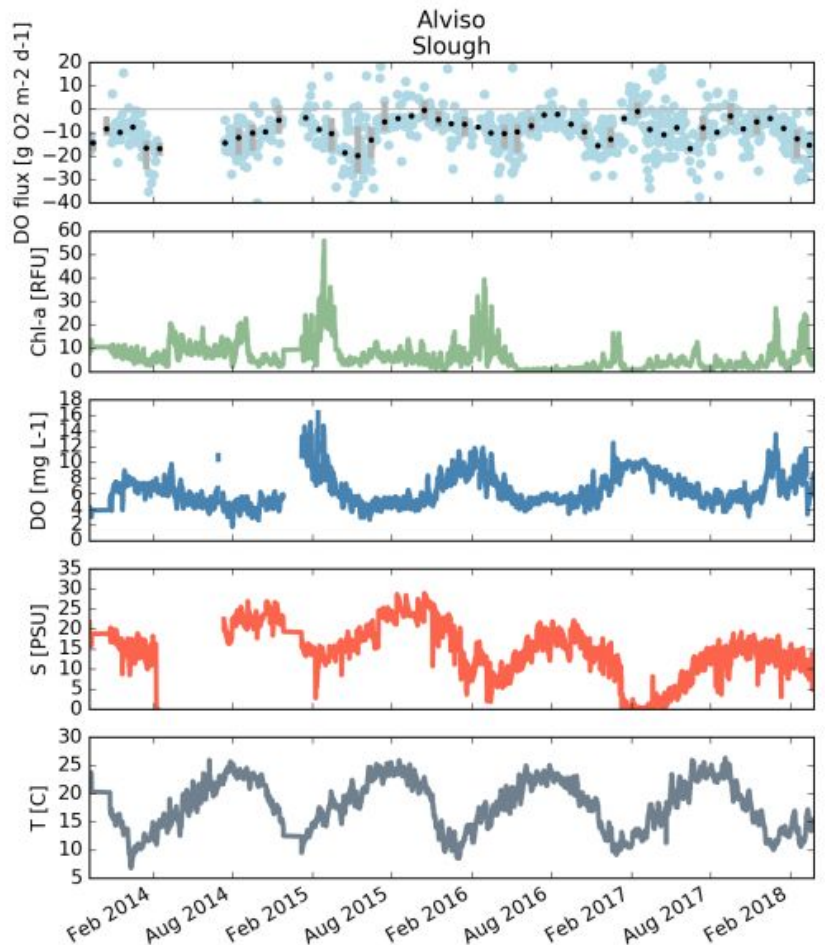 Alviso
Slough
DO flux [g O2 m-2 d-1]
20
10
0
−10
−20
−30
−40
Chl-a [RFU]
60
50
40
30
20
10
0
DO [mg L-1]
18
16
14
12
10
8
6
4
2
0
S [PSU]
35
30
25
20
15
10
5
0
T [C]
30
25
20
15
10
5
Feb 2014
Aug 2014
Feb 2015
Aug 2015
Feb 2016
Aug 2016
Feb 2017
Aug 2017
Feb 2018